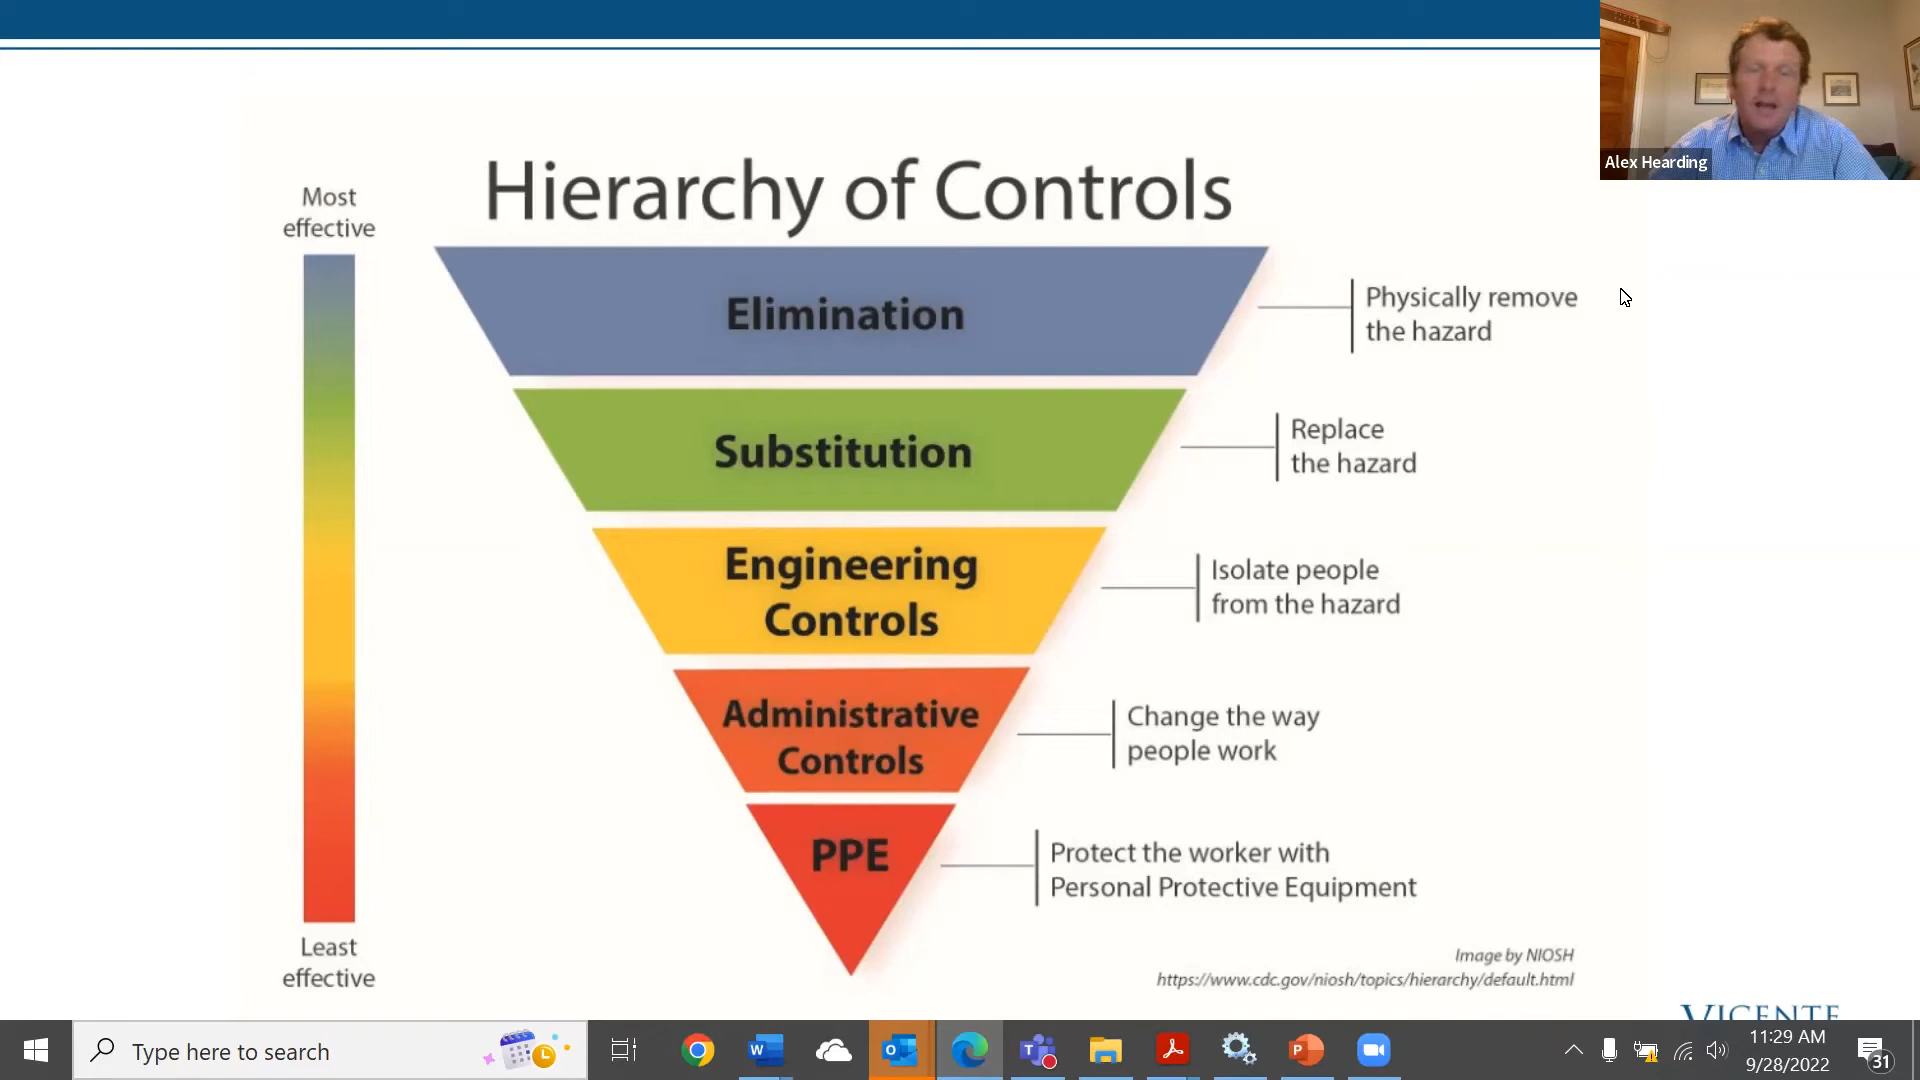 Alex Hearding
Hierarchy of Controls
Most
effective
Elimination
Physically remove
the hazard
Substitution
Replace
the hazard
Engineering
Controls
Isolate people
from the hazard
Administrative
Controls
Change the way
people work
PPE
Protect the worker with
Personal Protective Equipment
Least
effective
Image by NIOSH
https://www.cdc.gov/niosh/topics/hierarchy/default.html
VICENTE
Type here to search
11:29 AM
9/28/2022
31